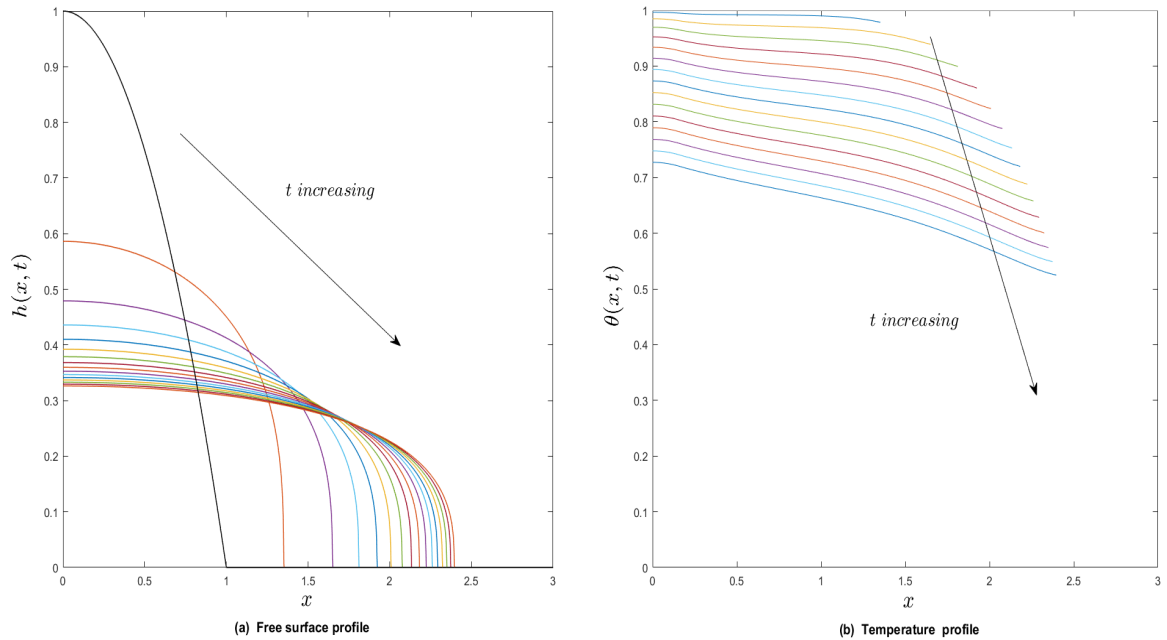 1
0.9
0.8
0.7
0.6
0.5
0.4
0.3
0.2
0.1
0
h(x, t)
t increasing
0 0.5 1 1.5 2 2.5 3
x
(a) Free surface profile
1
0.9
0.8
0.7
0.6
0.5
0.4
0.3
0.2
0.1
0
θ(x, t)
t increasing
0 0.5 1 1.5 2 2.5 3
x
(b) Temperature profile